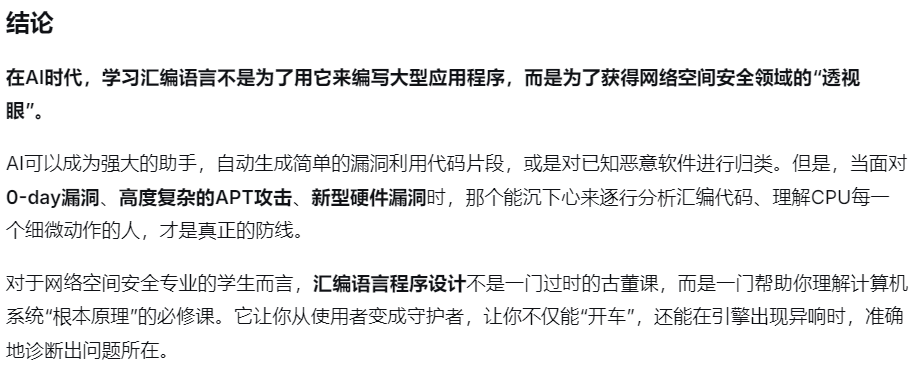 结论
在AI时代，学习汇编语言不是为了用它来编写大型应用程序，而是为了获得网络空间安全领域的“透视
眼”。
AI可以成为强大的助手，自动生成简单的漏洞利用代码片段，或是对已知恶意软件进行归类。但是，当面对
0-day漏洞、高度复杂的APT攻击、新型硬件漏洞时，那个能沉下心来逐行分析汇编代码、理解CPU每一
个细微动作的人，才是真正的防线。
对于网络空间安全专业的学生而言，汇编语言程序设计不是一门过时的古董课，而是一门帮助你理解计算机
系统“根本原理”的必修课。它让你从使用者变成守护者，让你不仅能“开车”，还能在引擎出现异响时，准确
地诊断出问题所在。